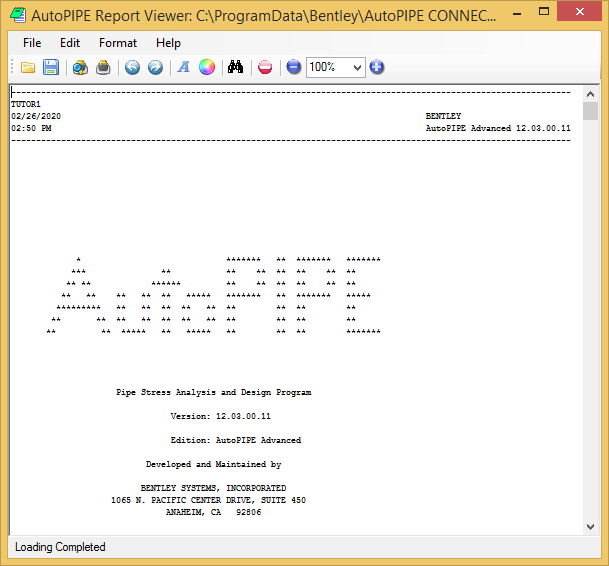 AutoPIPE Report Viewer: C:\ProgramData\Bentley\AutoPIPE CONNEC...
File Edit Format Help
100%
TUTOR1
02/26/2020 BENTLEY
02:50 PM AutoPIPE Advanced 12.03.00.11
AutoPIPE
Pipe Stress Analysis and Design Program
Version: 12.03.00.11
Edition: AutoPIPE Advanced
Developed and Maintained by
BENTLEY SYSTEMS, INCORPORATED
1065 N. PACIFIC CENTER DRIVE, SUITE 450
ANAHEIM, CA 92806
Loading Completed